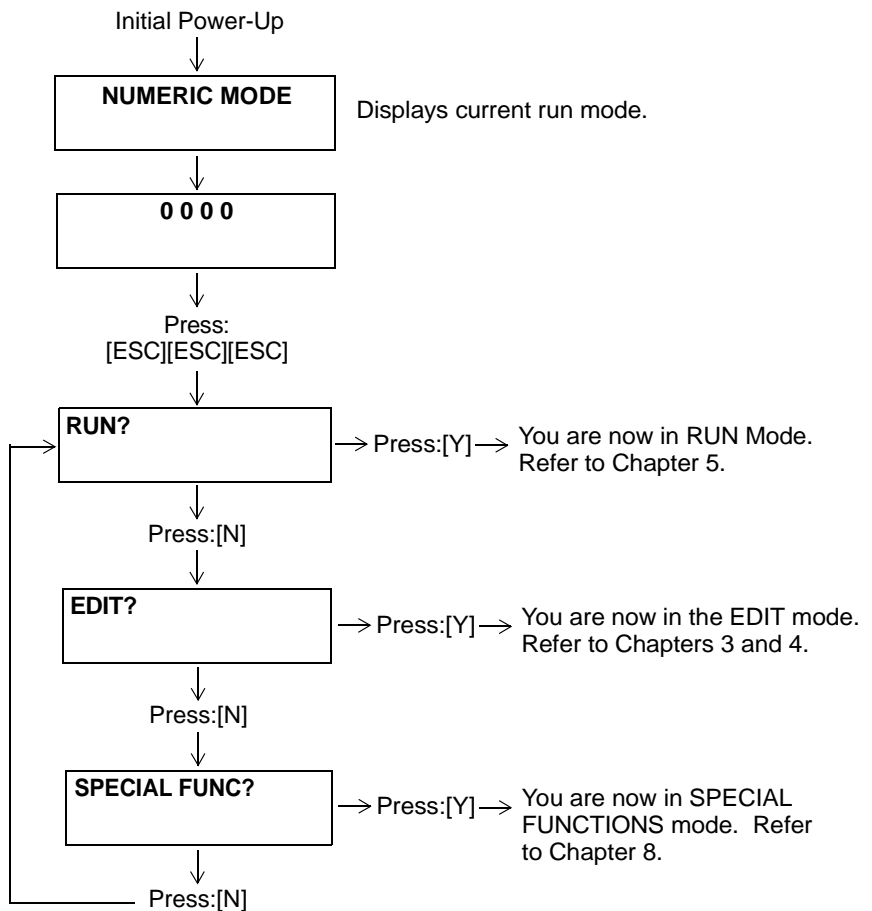 Initial Power-Up
NUMERIC MODE
Displays current run mode.
0 0 0 0
Press:
[ESC][ESC][ESC]
RUN?
Press:[Y]
You are now in RUN Mode.
Refer to Chapter 5.
Press:[N]
EDIT?
Press:[Y]
You are now in the EDIT mode.
Refer to Chapters 3 and 4.
Press:[N]
SPECIAL FUNC?
Press:[Y]
You are now in SPECIAL
FUNCTIONS mode.  Refer
to Chapter 8.
Press:[N]